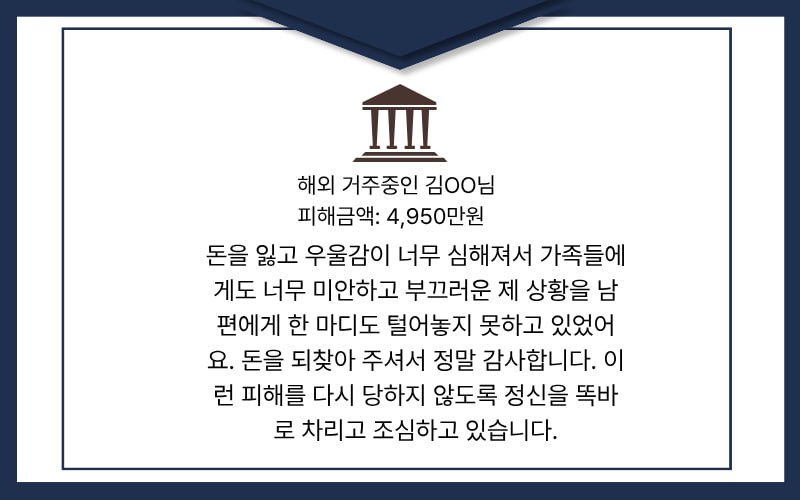 해외 거주중인 김OO님
피해금액: 4,950만원
돈을 잃고 우울감이 너무 심해져서 가족들에
게도 너무 미안하고 부끄러운 제 상황을 남
편에게 한 마디도 털어놓지 못하고 있었어
요. 돈을 되찾아 주셔서 정말 감사합니다. 이
런 피해를 다시 당하지 않도록 정신을 똑바
로 차리고 조심하고 있습니다.